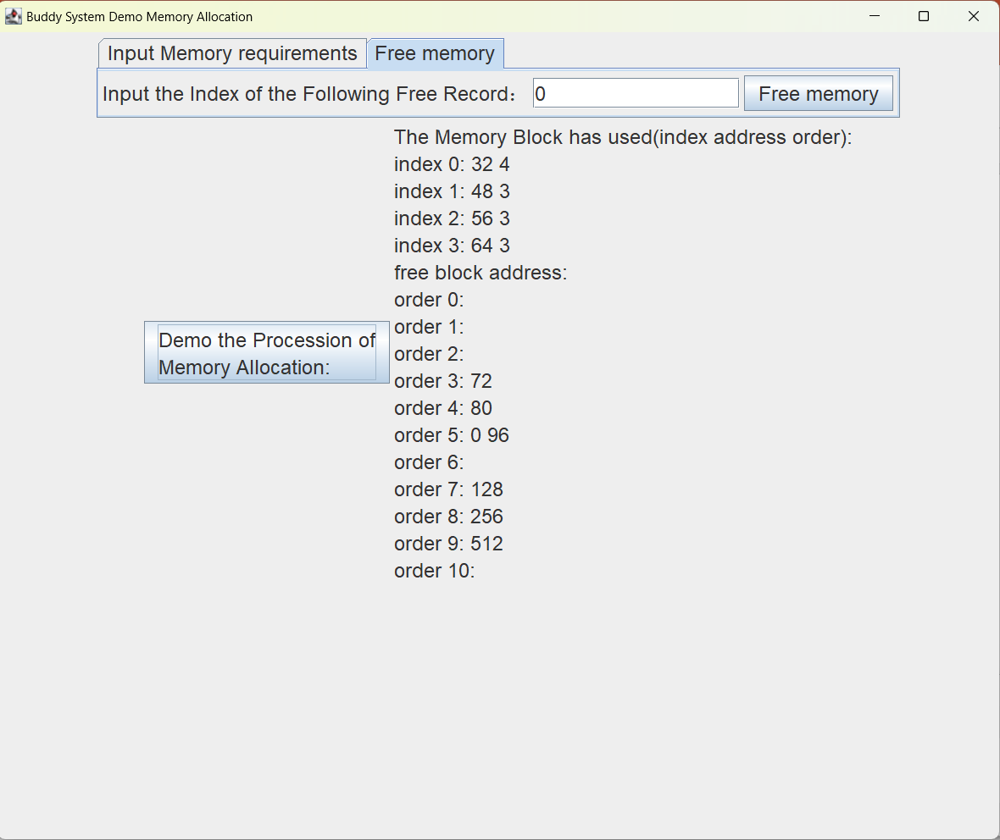 Buddy System Demo Memory Allocation
Input Memory requirements
Free memory
Input the Index of the Following Free Record：
0
Free memory
The Memory Block has used(index address order):
index 0: 32 4
index 1: 48 3
index 2: 56 3
index 3: 64 3
free block address:
order 0:
order 1:
order 2:
order 3: 72
order 4: 80
order 5: 0 96
order 6:
order 7: 128
order 8: 256
order 9: 512
order 10:
Demo the Procession of
Memory Allocation: